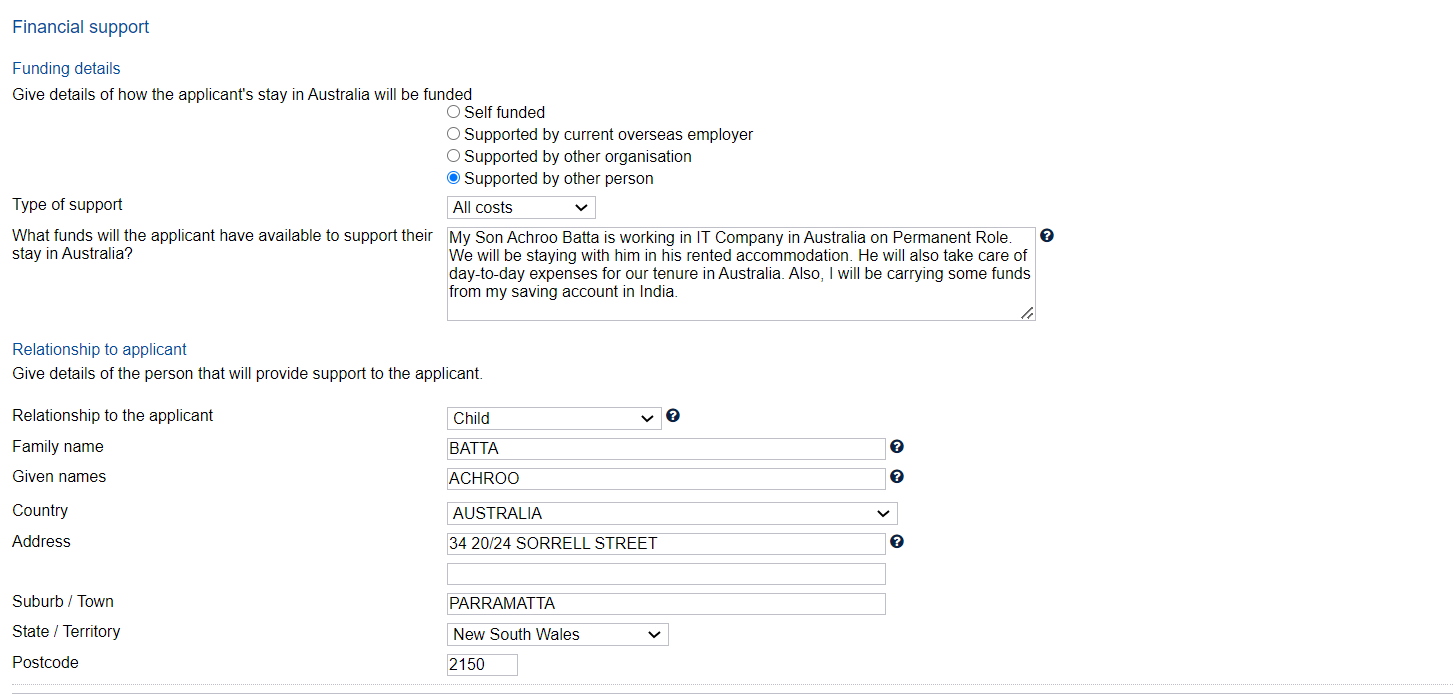 Financial support
Funding details
Give details of how the applicant's stay in Australia will be funded
Self funded
Supported by current overseas employer
Supported by other organisation
Supported by other person
Type of support
All costs
What funds will the applicant have available to support their
stay in Australia?
My Son Achroo Batta is working in IT Company in Australia on Permanent Role.
We will be staying with him in his rented accommodation. He will also take care of
day-to-day expenses for our tenure in Australia. Also, I will be carrying some funds
from my saving account in India.
Relationship to applicant
Give details of the person that will provide support to the applicant.
Relationship to the applicant
Child
Family name
BATTA
Given names
ACHROO
Country
AUSTRALIA
Address
34 20/24 SORRELL STREET
Suburb / Town
PARRAMATTA
State / Territory
New South Wales
Postcode
2150